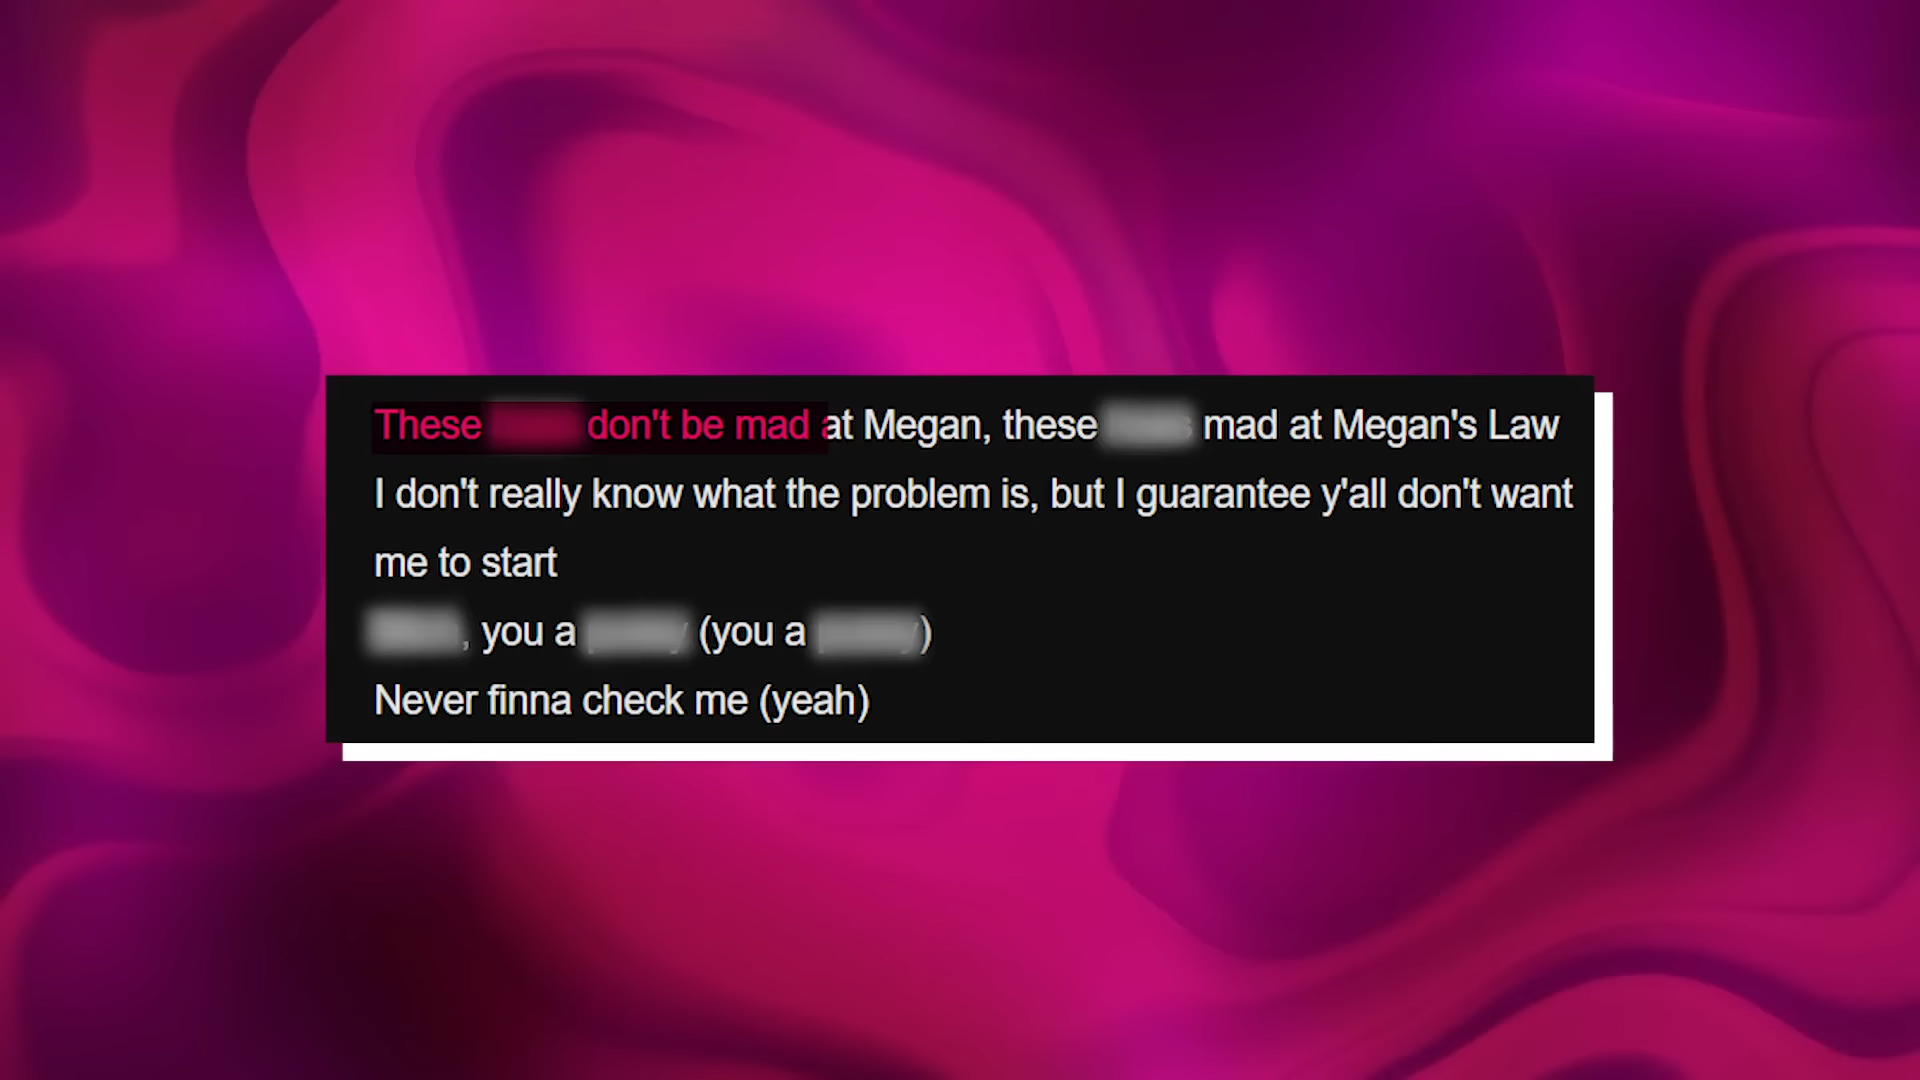 These don't be mad at Megan, these mad at Megan's Law
I don't really know what the problem is, but I guarantee y'all don't want
me to start
, you a (you a )
Never finna check me (yeah)